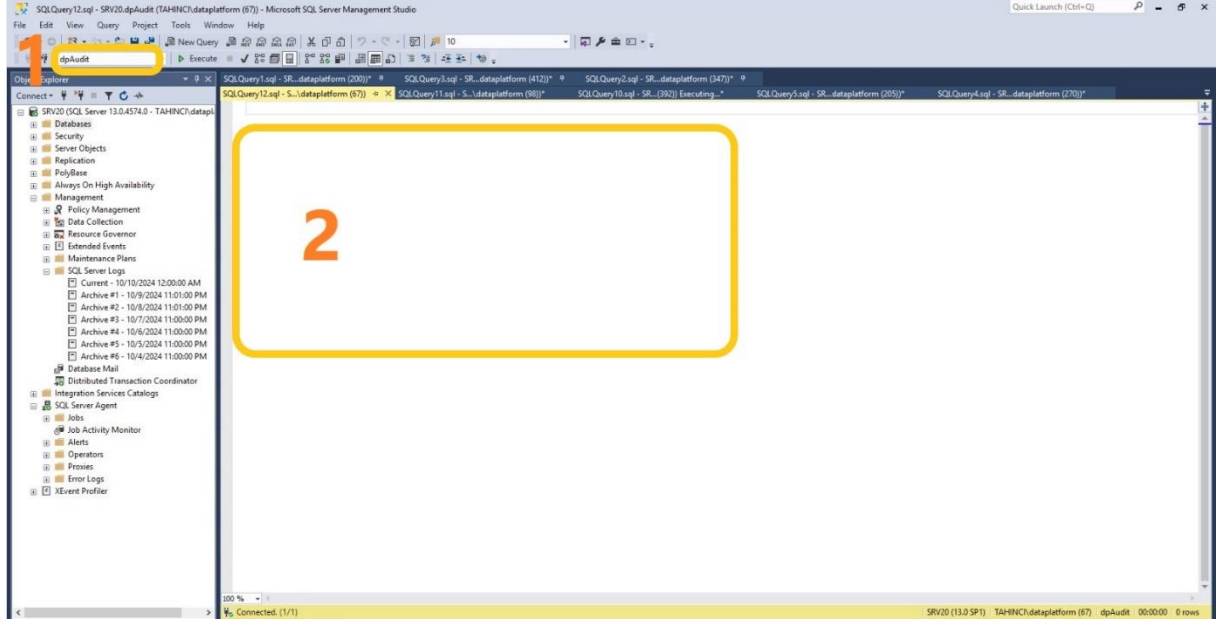 SQLQuery12.sql - SRV20.dpAudit (TAHINCI\dataplatform (67)) - Microsoft SQL Server Management Studio
Quick Launch (Ctrl+Q)
File Edit View Query Project Tools Window Help
New Query
10
1
dpAudit
Execute
Object Explorer
SQLQuery1.sql - SR...dataplatform (200))*
SQLQuery3.sql - SR...dataplatform (412))*
SQLQuery2.sql - SR...dataplatform (347))*
Connect
SQLQuery12.sql - S...\dataplatform (67))
SQLQuery11.sql - S...\dataplatform (98))*
SQLQuery10.sql - SR...(392)) Executing...*
SQLQuery5.sql - SR...dataplatform (205))*
SQLQuery4.sql - SR...dataplatform (270))*
SRV20 (SQL Server 13.0.4574.0 - TAHINCI\datapl
Databases
Security
Server Objects
Replication
PolyBase
Always On High Availability
Management
Policy Management
Data Collection
Resource Governor
Extended Events
Maintenance Plans
SQL Server Logs
Current - 10/10/2024 12:00:00 AM
Archive #1 - 10/9/2024 11:01:00 PM
Archive #2 - 10/8/2024 11:01:00 PM
Archive #3 - 10/7/2024 11:00:00 PM
Archive #4 - 10/6/2024 11:00:00 PM
Archive #5 - 10/5/2024 11:00:00 PM
Archive #6 - 10/4/2024 11:00:00 PM
Database Mail
Distributed Transaction Coordinator
Integration Services Catalogs
SQL Server Agent
Jobs
Job Activity Monitor
Alerts
Operators
Proxies
Error Logs
XEvent Profiler
2
100 %
Connected. (1/1)
SRV20 (13.0 SP1) TAHINCI\dataplatform (67) dpAudit 00:00:00 0 rows